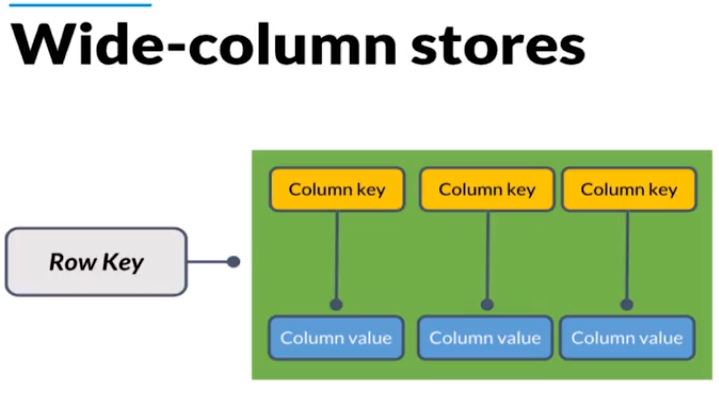 Wide-column stores
Column key Column key Column key
Row Key
Column value Column value Column value